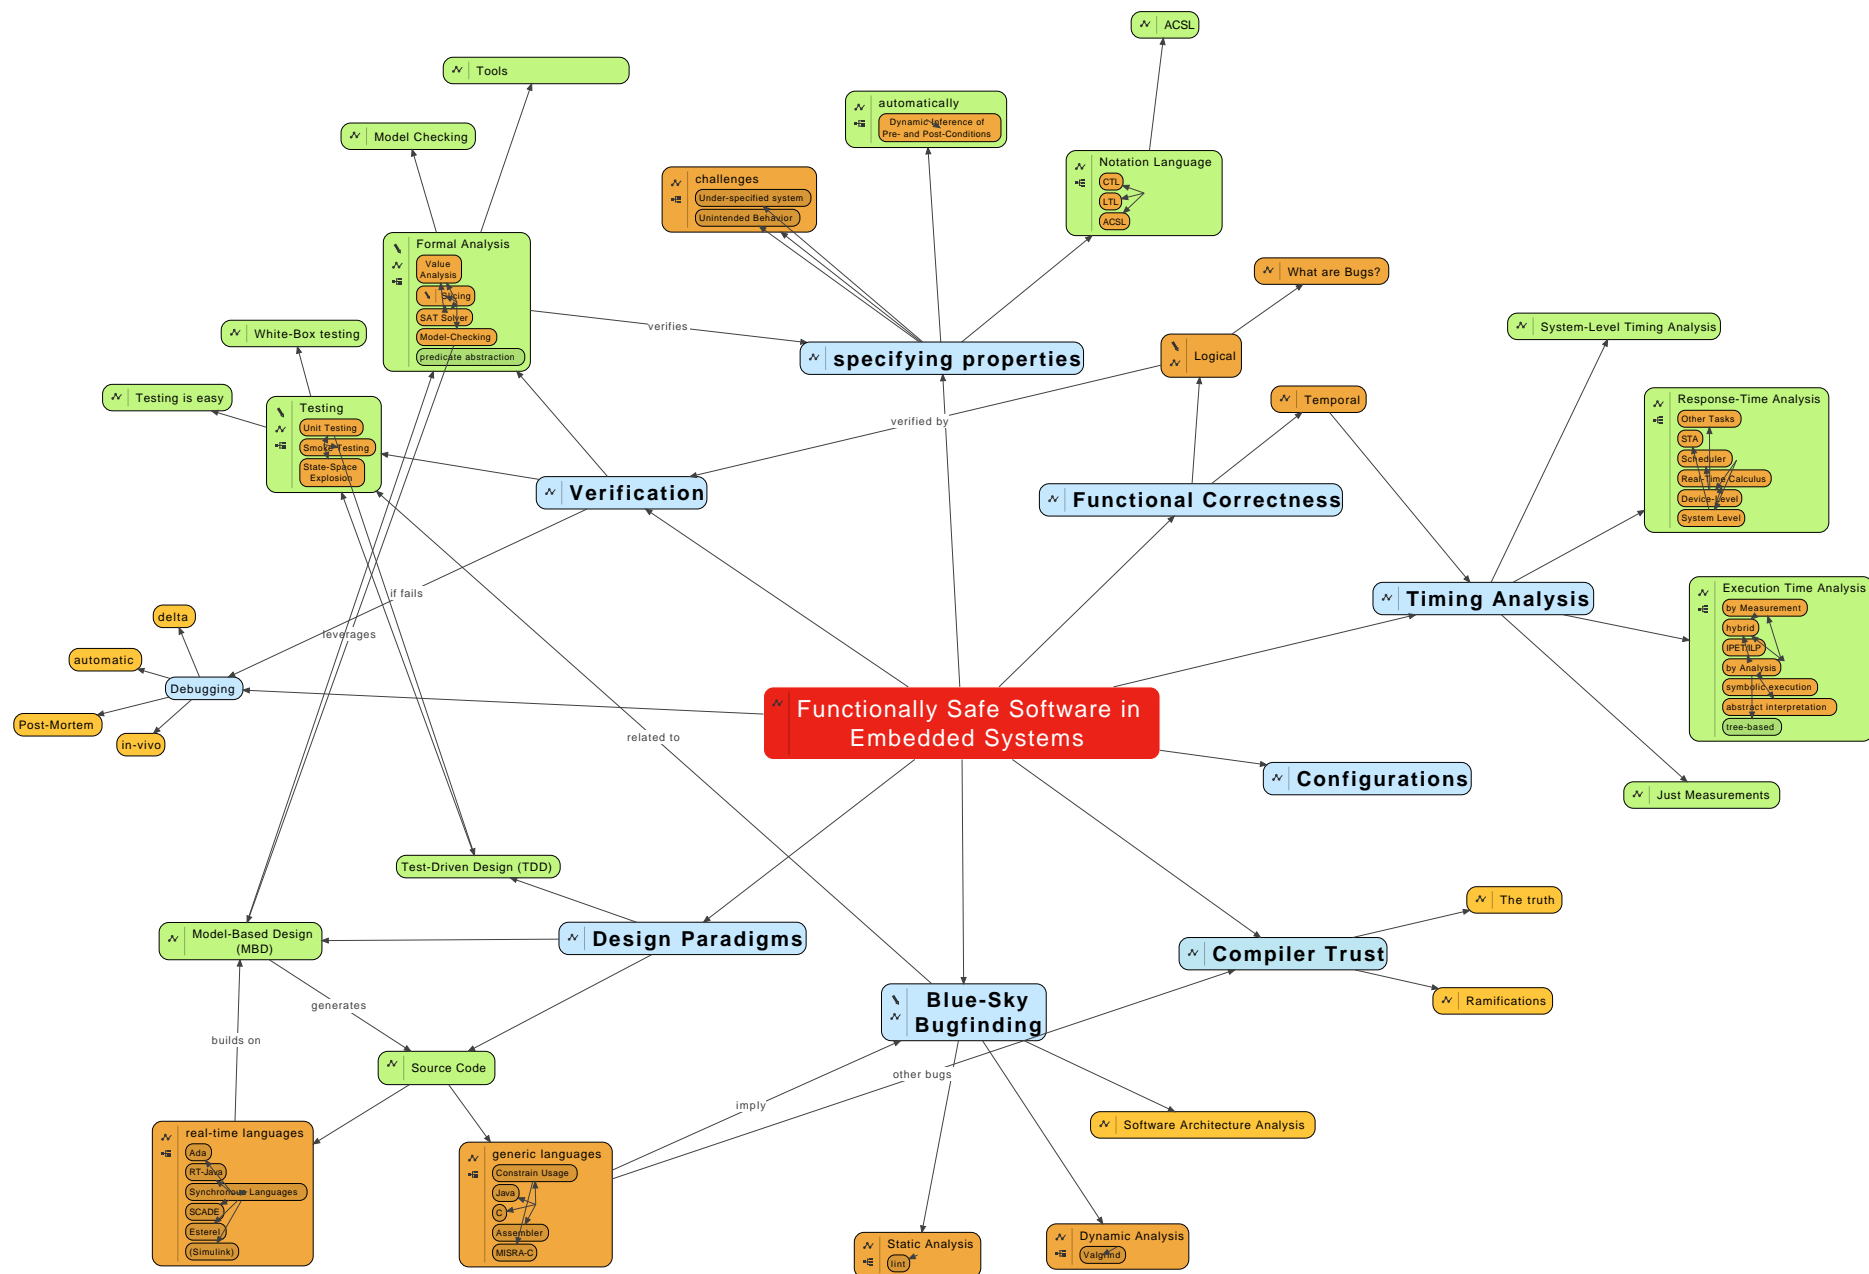 ACSL
Tools
automatically
Dynamic Inference of
Pre- and Post-Conditions
Model Checking
Notation Language
CTL
LTL
ACSL
challenges
Under-specified system
Unintended Behavior
Formal Analysis
Value
Analysis
Slicing
SAT Solver
Model-Checking
predicate abstraction
What are Bugs?
verifies
White-Box testing
System-Level Timing Analysis
specifying properties
Logical
Testing is easy
Testing
Unit Testing
Smoke Testing
State-Space
Explosion
Temporal
Response-Time Analysis
Other Tasks
STA
Scheduler
Real-Time Calculus
Device-Level
System Level
verified by
Verification
Functional Correctness
if fails
Timing Analysis
Execution Time Analysis
by Measurement
hybrid
IPET/ILP
by Analysis
symbolic execution
abstract interpretation
tree-based
delta
leverages
automatic
Debugging
Post-Mortem
in-vivo
Functionally Safe Software in
Embedded Systems
related to
Configurations
Just Measurements
Test-Driven Design (TDD)
The truth
Model-Based Design
(MBD)
Design Paradigms
Compiler Trust
generates
Blue-Sky
Bugfinding
Ramifications
builds on
Source Code
other bugs
imply
Software Architecture Analysis
real-time languages
Ada
RT-Java
Synchronous Languages
SCADE
Esterel
(Simulink)
generic languages
Constrain Usage
Java
C
Assembler
MISRA-C
Static Analysis
lint
Dynamic Analysis
Valgrind